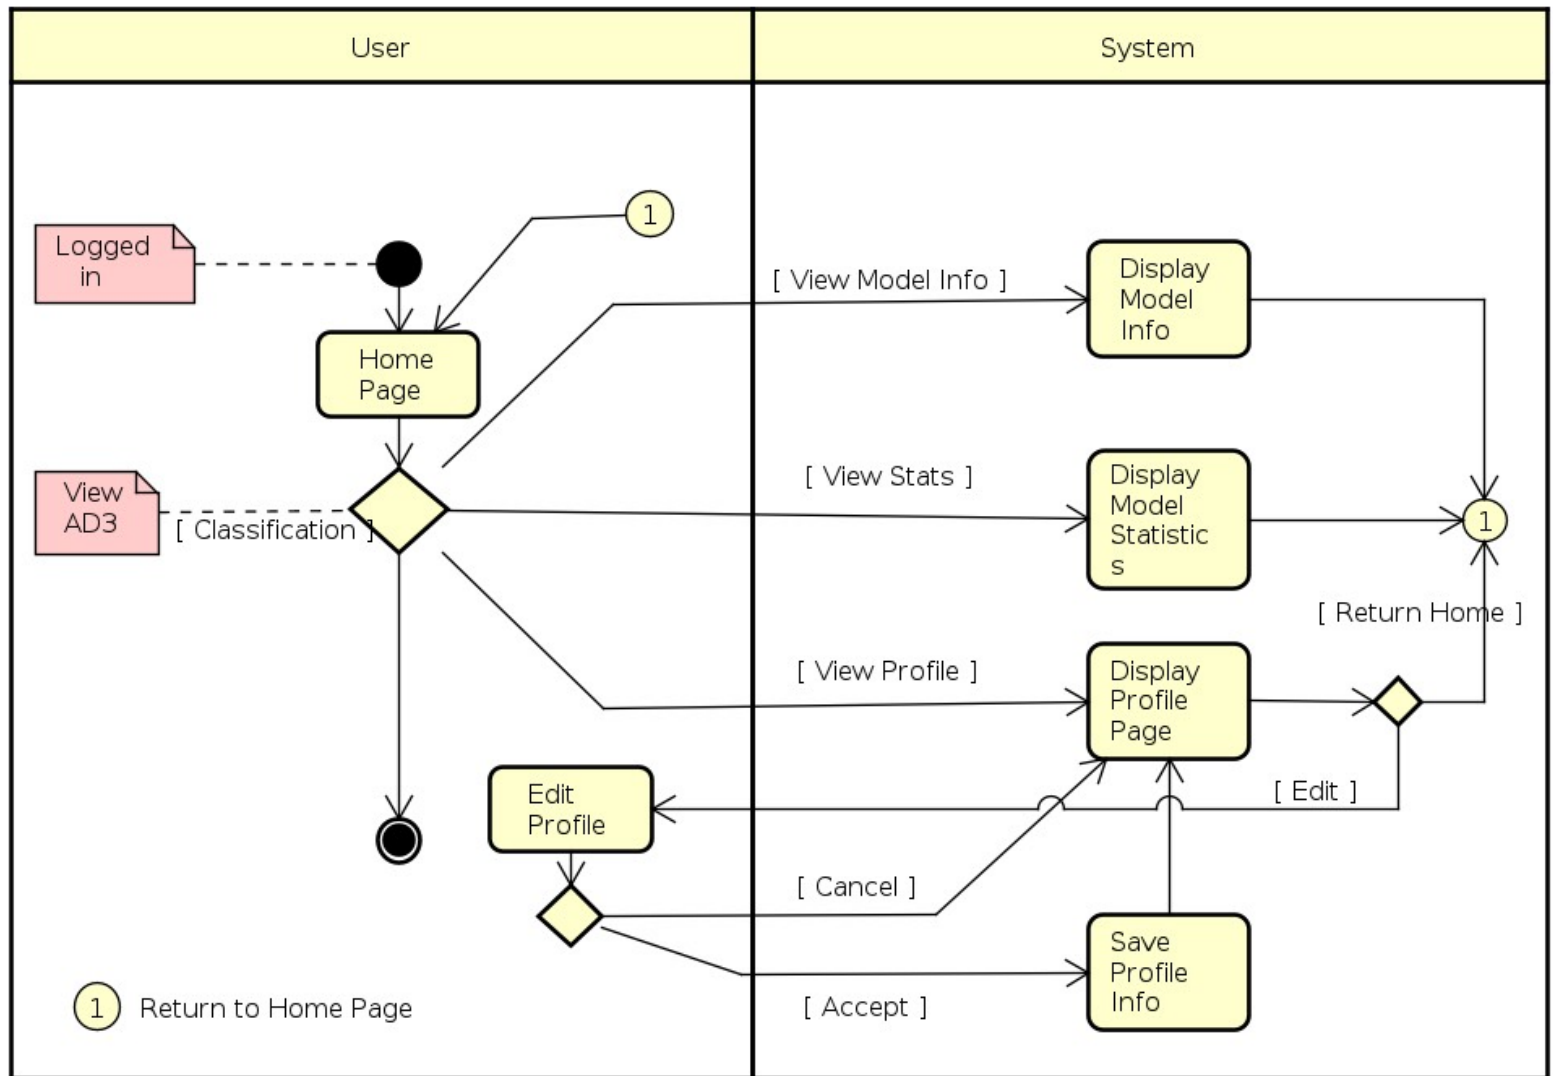 User
System
1
Logged
in
[ View Model Info ]
Display
Model
Info
Home
Page
[ View Stats ]
Display
Model
Statistic
s
View
AD3
[ Classification ]
1
[ Return Home ]
[ View Profile ]
Display
Profile
Page
Edit
Profile
[ Edit ]
[ Cancel ]
Save
Profile
Info
[ Accept ]
1 Return to Home Page